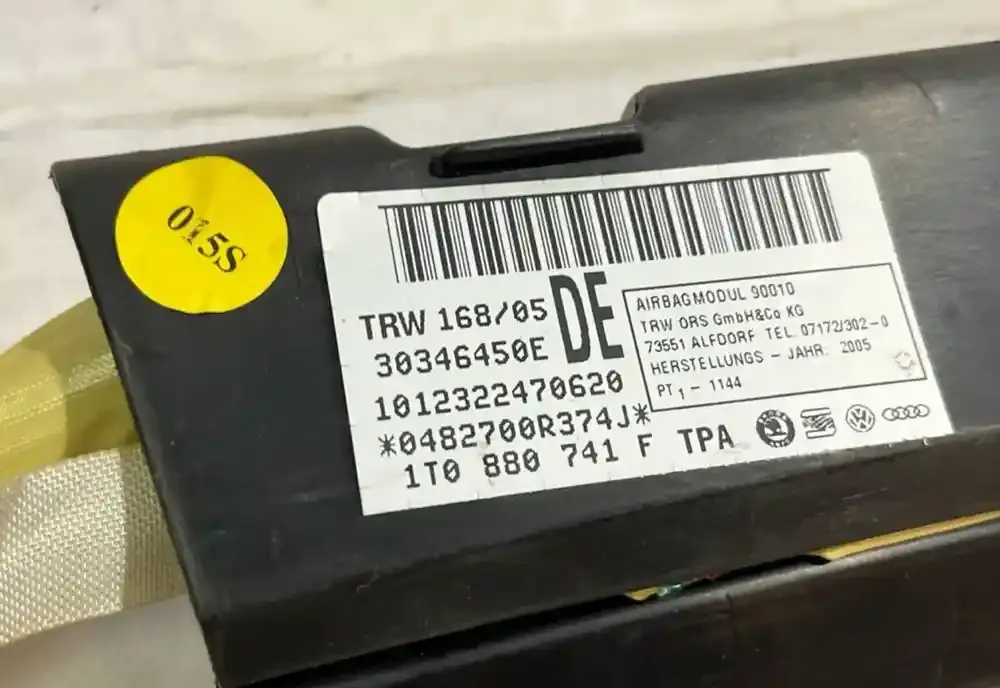 015S
TRW 168/05
DE
30346450E
1012322470620
*0482700R374J*
1T0 880 741 F TPA
AIRBAGMODUL 90010
TRW ORS GmbH&Co KG
73551 ALFDORF TEL. 07172/302-0
HERSTELLUNGS - JAHR: 2005
PT 1 - 1144